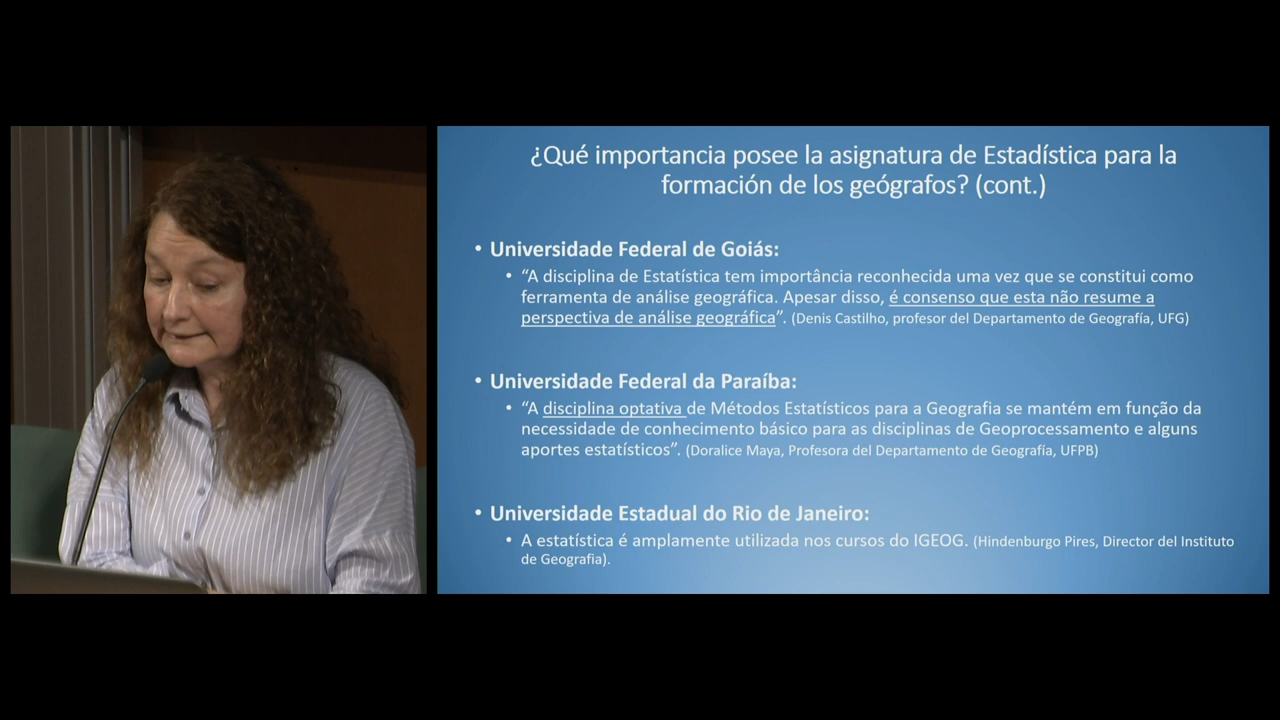 ¿Qué importancia posee la asignatura de Estadística para la
formación de los geógrafos? (cont.)
• Universidade Federal de Goiás:
• “A disciplina de Estatística tem importância reconhecida uma vez que se constitui como
ferramenta de análise geográfica. Apesar disso, é consenso que esta não resume a
perspectiva de análise geográfica”. (Denis Castilho, profesor del Departamento de Geografía, UFG)
• Universidade Federal da Paraíba:
• “A disciplina optativa de Métodos Estatísticos para a Geografia se mantém em função da
necessidade de conhecimento básico para as disciplinas de Geoprocessamento e alguns
aportes estatísticos”. (Doralice Maya, Profesora del Departamento de Geografía, UFPB)
• Universidade Estadual do Rio de Janeiro:
• A estatística é amplamente utilizada nos cursos do IGEOG. (Hindenburgo Pires, Director del Instituto
de Geografia).